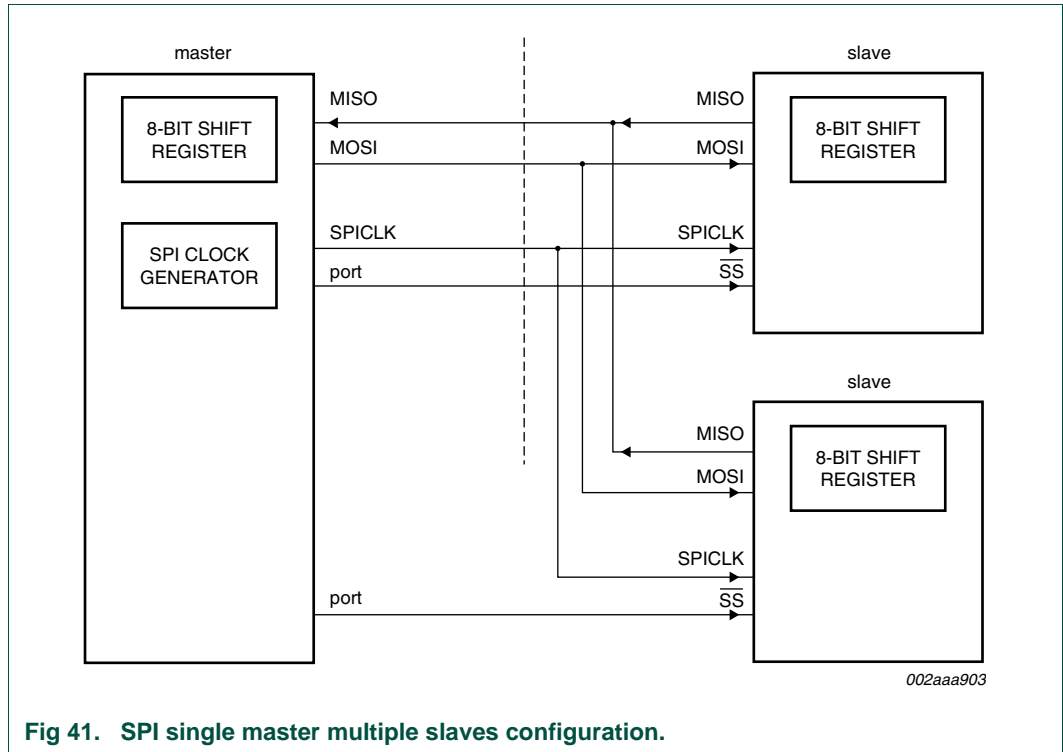 master
slave
8-BIT SHIFT
REGISTER
MISO
MISO
8-BIT SHIFT
REGISTER
MOSI
MOSI
SPI CLOCK
GENERATOR
SPICLK
SPICLK
port
SS
slave
MISO
8-BIT SHIFT
REGISTER
MOSI
SPICLK
port
SS
002aaa903
Fig 41. SPI single master multiple slaves configuration.